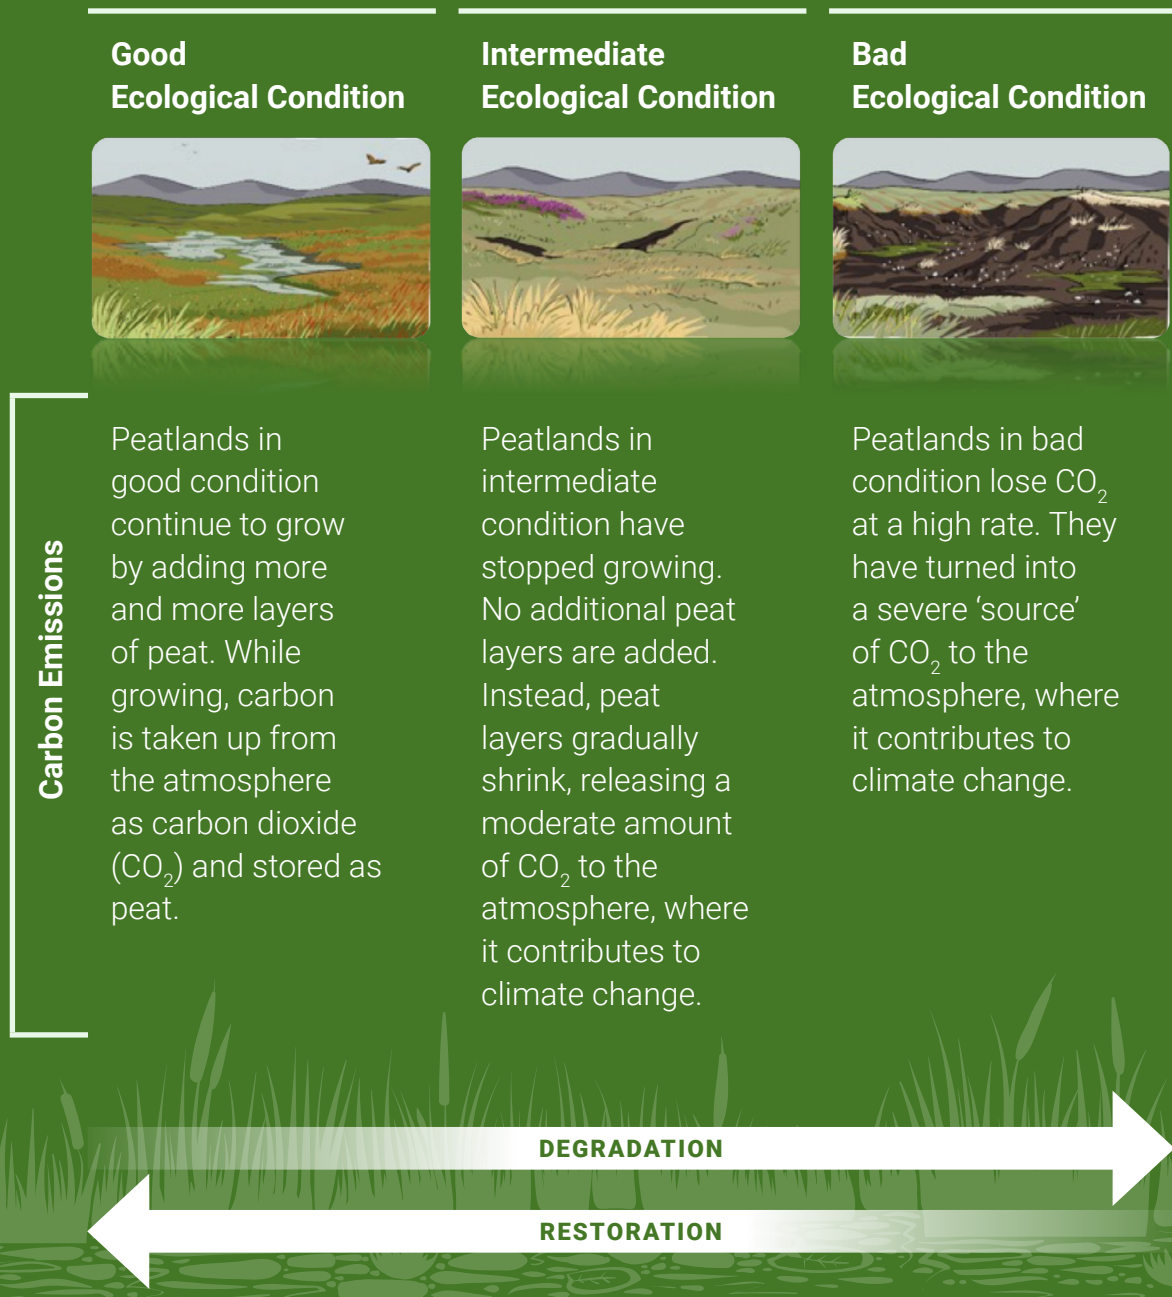 Good
Ecological Condition
Intermediate
Ecological Condition
Bad
Ecological Condition
Carbon Emissions
Peatlands in
good condition
continue to grow
by adding more
and more layers
of peat. While
growing, carbon
is taken up from
the atmosphere
as carbon dioxide
(CO₂) and stored as
peat.
Peatlands in
intermediate
condition have
stopped growing.
No additional peat
layers are added.
Instead, peat
layers gradually
shrink, releasing a
moderate amount
of CO₂ to the
atmosphere, where
it contributes to
climate change.
Peatlands in bad
condition lose CO₂
at a high rate. They
have turned into
a severe ‘source’
of CO₂ to the
atmosphere, where
it contributes to
climate change.
DEGRADATION
RESTORATION